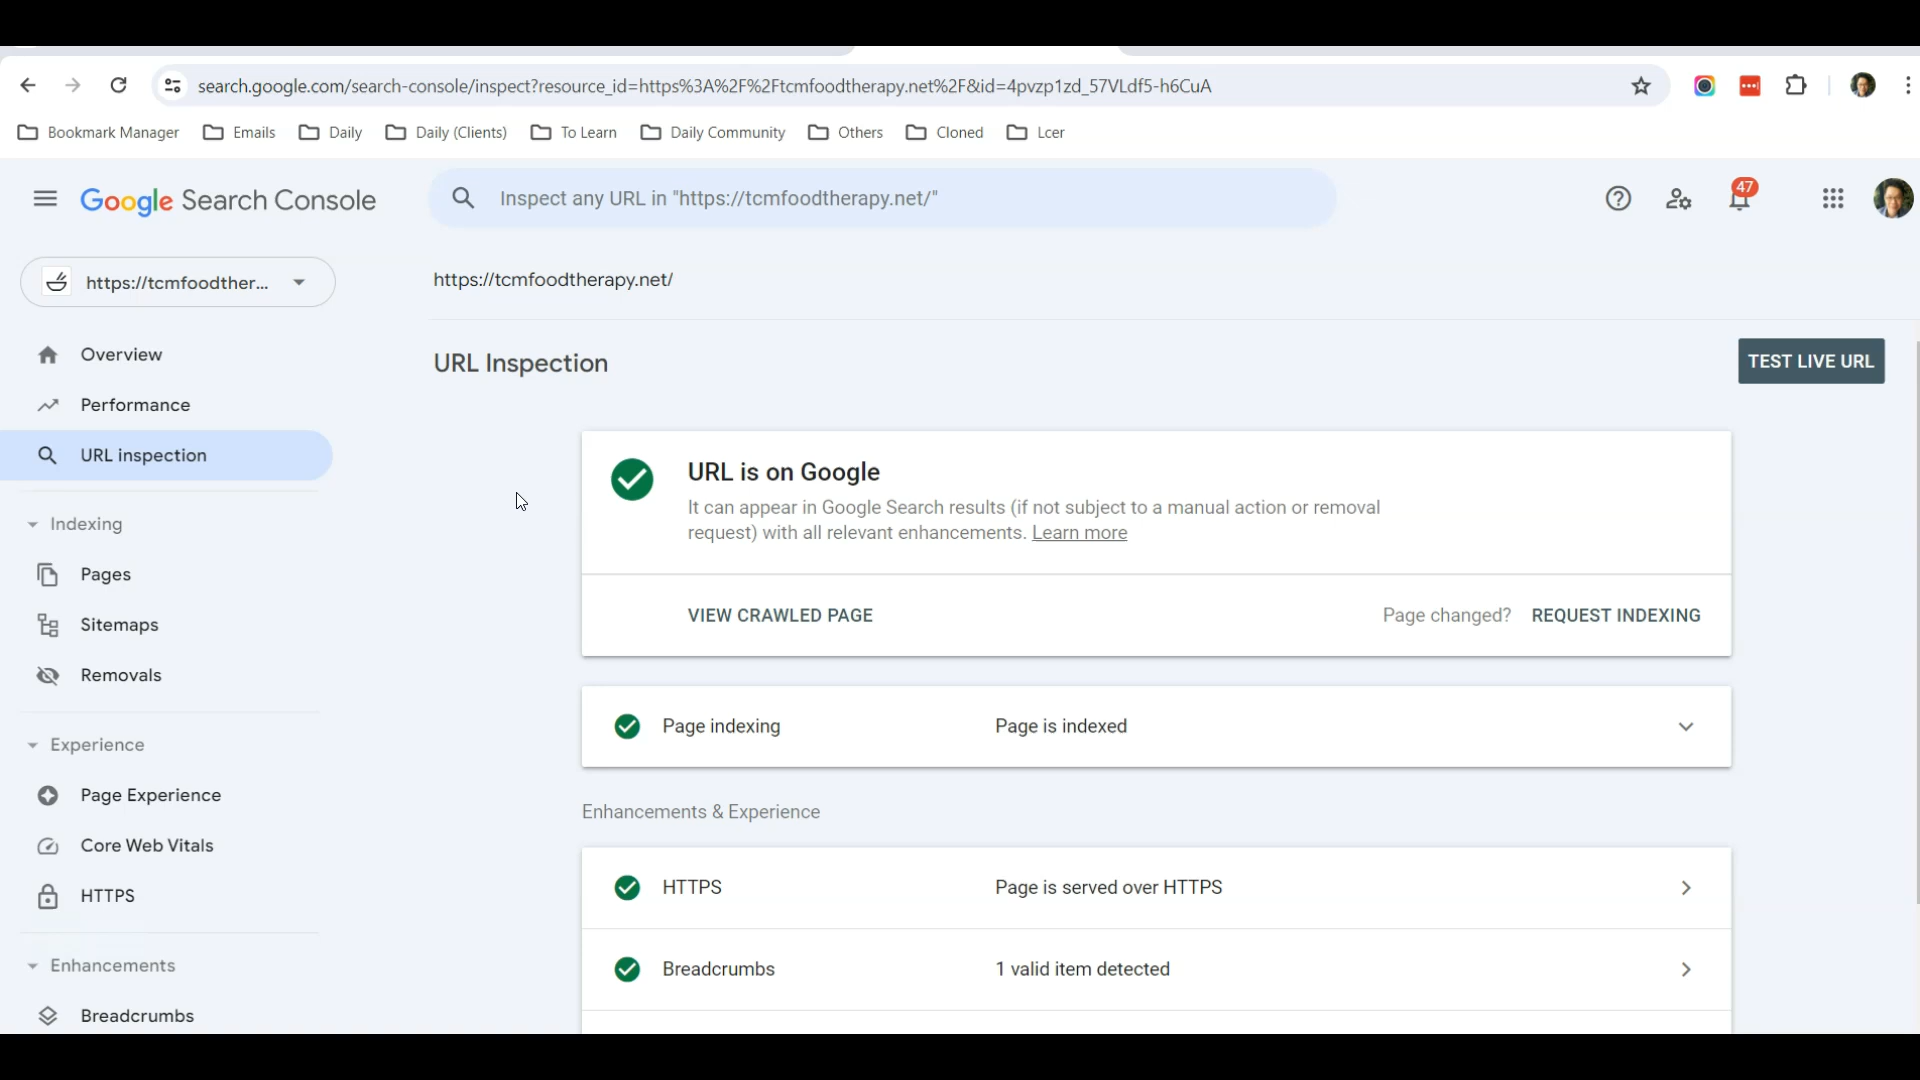 search.google.com/search-console/inspect?resource_id=https%3A%2F%2Ftcmfoodtherapy.net%2F&id=4pvzp1zd_57VLdf5-h6CuA
Bookmark Manager Emails Daily Daily (Clients) To Learn Daily Community Others Cloned Lcer
Google Search Console
Inspect any URL in "https://tcmfoodtherapy.net/"
47
https://tcmfoodther...
https://tcmfoodtherapy.net/
Overview
Performance
URL inspection
Indexing
Pages
Sitemaps
Removals
Experience
Page Experience
Core Web Vitals
HTTPS
Enhancements
Breadcrumbs
URL Inspection
TEST LIVE URL
URL is on Google
It can appear in Google Search results (if not subject to a manual action or removal
request) with all relevant enhancements. Learn more
VIEW CRAWLED PAGE
Page changed? REQUEST INDEXING
Page indexing Page is indexed
Enhancements & Experience
HTTPS Page is served over HTTPS
Breadcrumbs 1 valid item detected